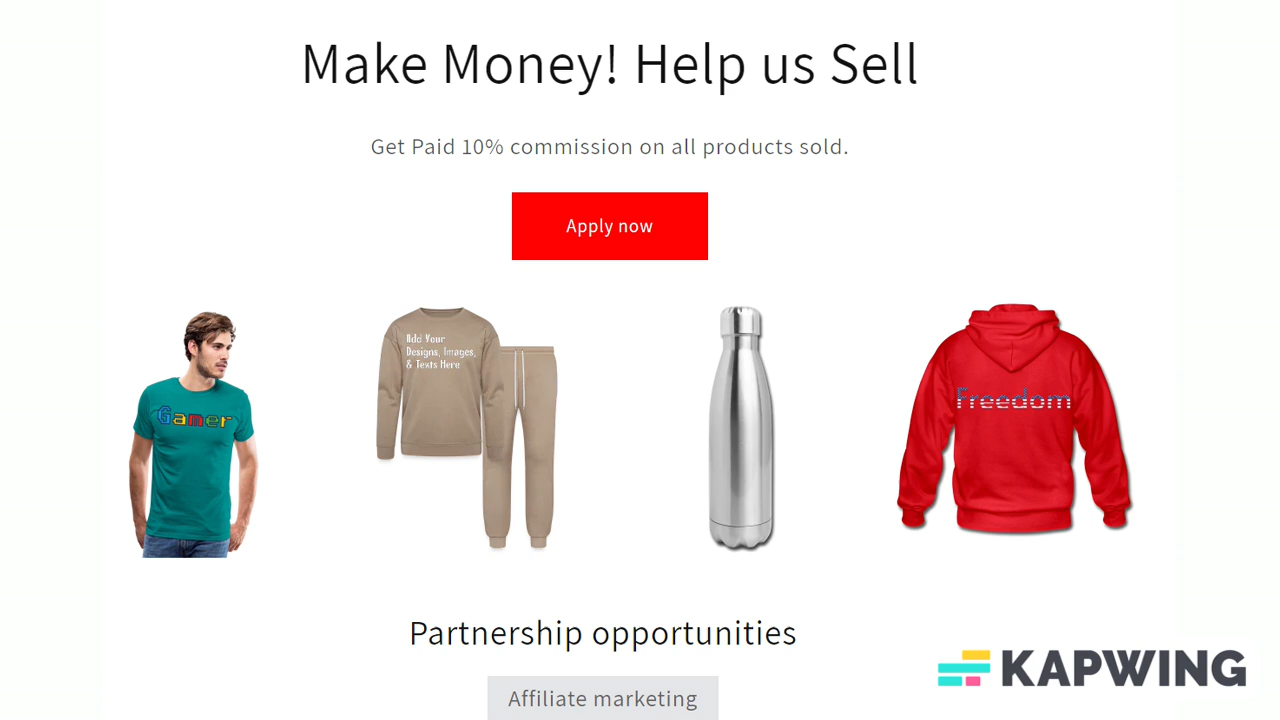 Make Money! Help us Sell
Get Paid 10% commission on all products sold.
Apply now
Gamer
Add Your
Designs, Images,
& Texts Here
Freedom
Partnership opportunities
Affiliate marketing
KAPWING